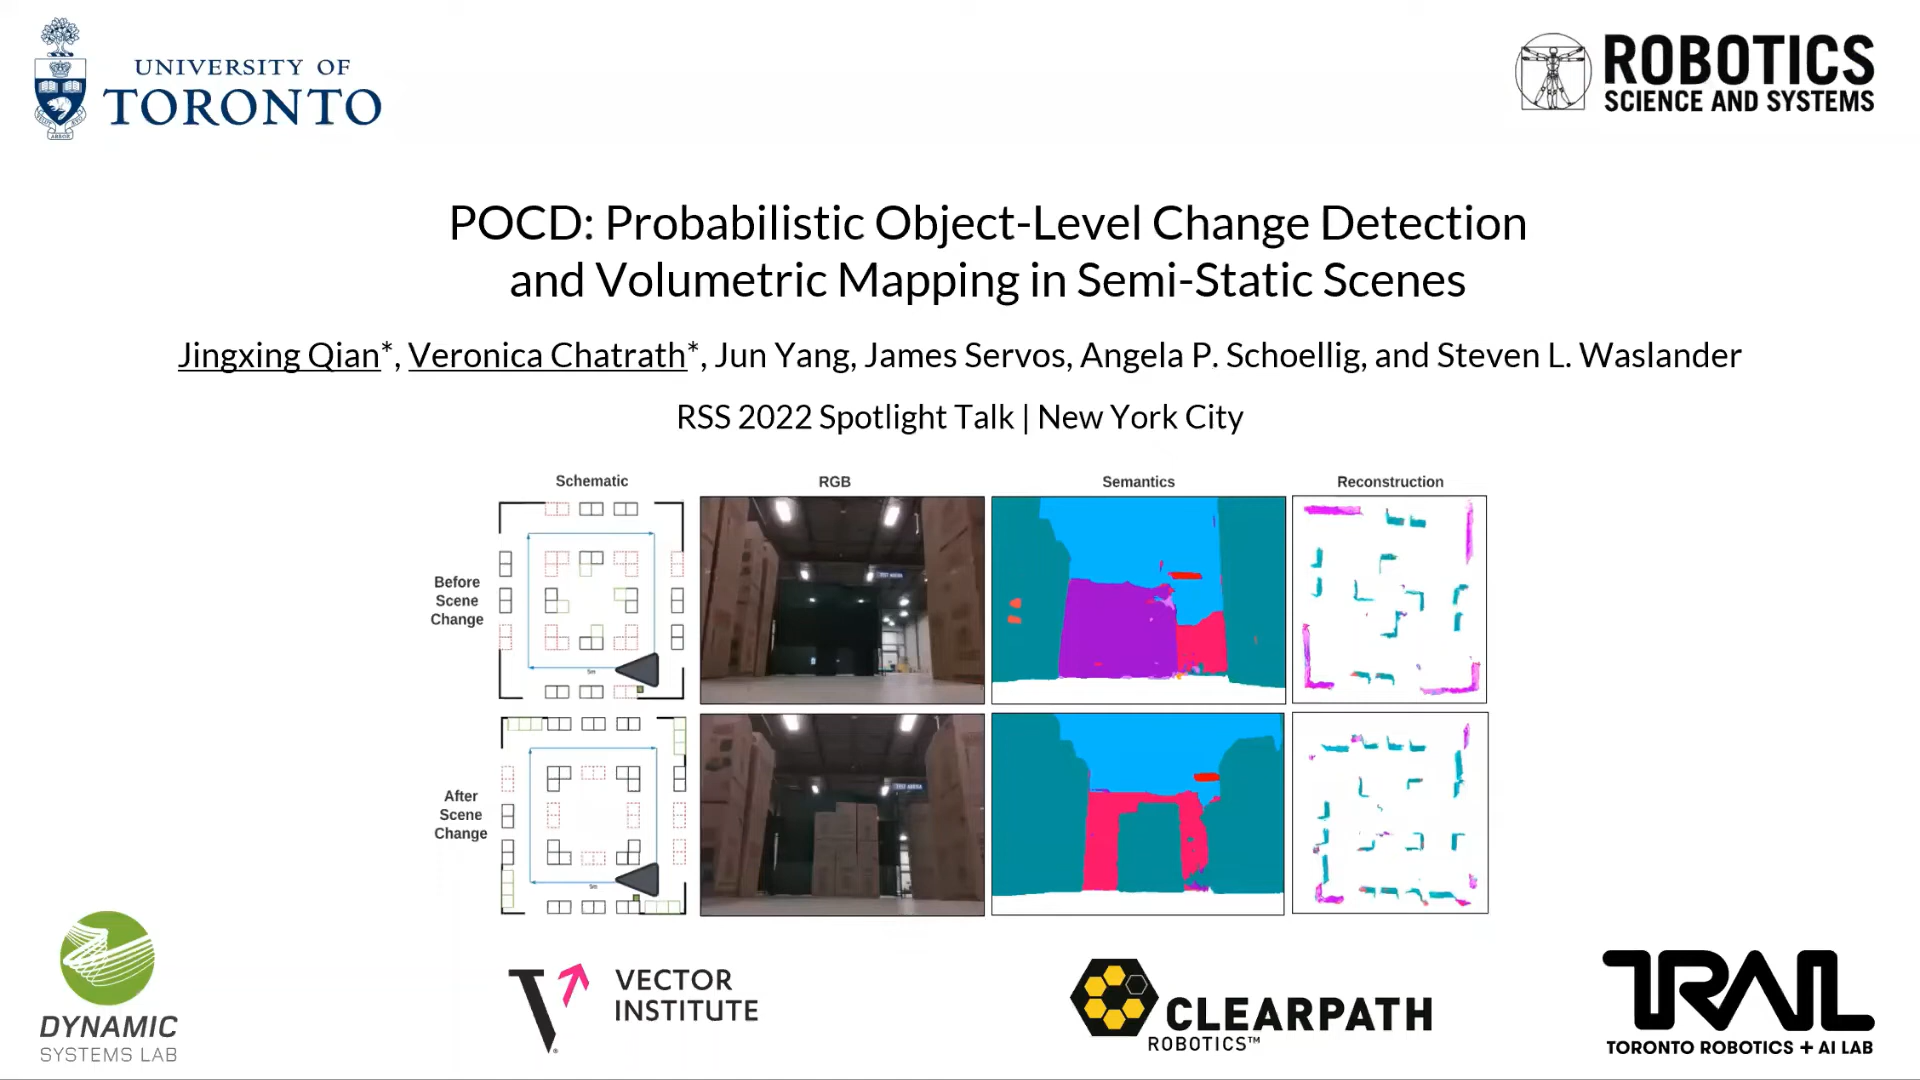 UNIVERSITY OF
TORONTO
ROBOTICS
SCIENCE AND SYSTEMS
POCD: Probabilistic Object-Level Change Detection
and Volumetric Mapping in Semi-Static Scenes
Jingxing Qian*, Veronica Chatrath*, Jun Yang, James Servos, Angela P. Schoellig, and Steven L. Waslander
RSS 2022 Spotlight Talk | New York City
Schematic
RGB
Semantics
Reconstruction
Before
Scene
Change
5m
After
Scene
Change
5m
DYNAMIC
SYSTEMS LAB
VECTOR
INSTITUTE
CLEARPATH
ROBOTICS™
TRAIL
TORONTO ROBOTICS + AI LAB